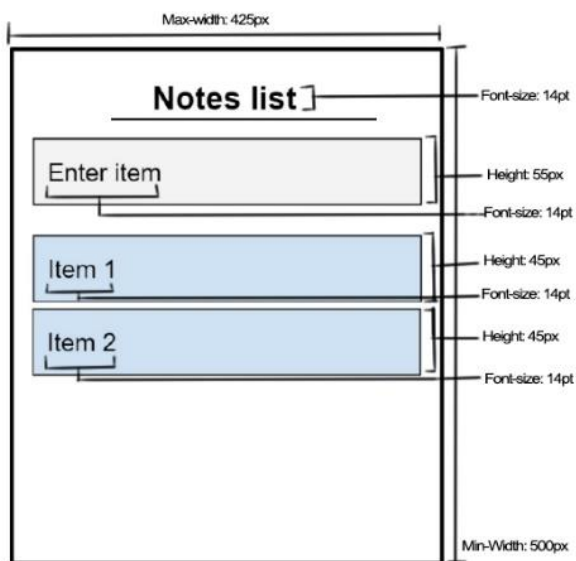 Max-width: 425px
Notes list
Font-size: 14pt
Enter item
Height: 55px
Font-size: 14pt
Item 1
Height: 45px
Font-size: 14pt
Item 2
Height: 45px
Font-size: 14pt
Min-Width: 500px